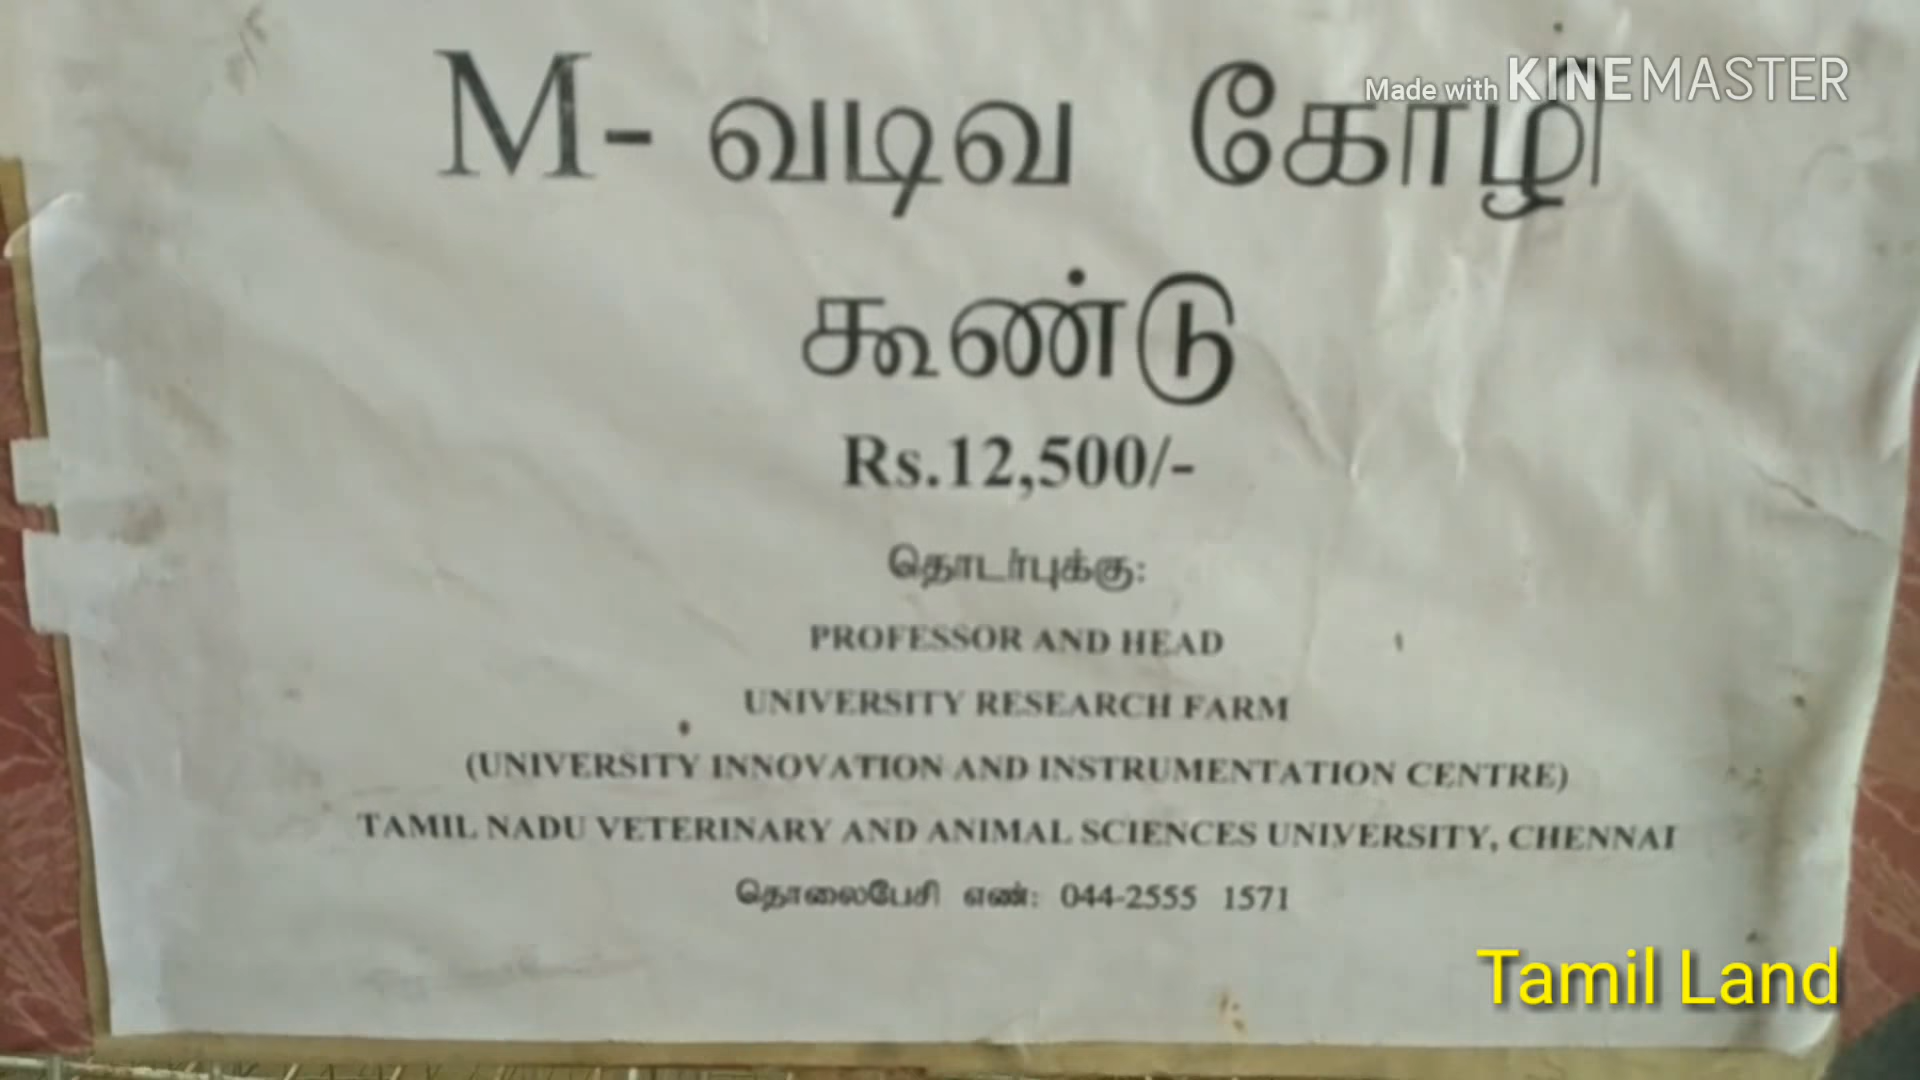 Made with KINEMASTER
M- வடிவ கோழி
கூண்டு
Rs.12,500/-
தொடர்புக்கு:
PROFESSOR AND HEAD
UNIVERSITY RESEARCH FARM
(UNIVERSITY INNOVATION AND INSTRUMENTATION CENTRE)
TAMIL NADU VETERINARY AND ANIMAL SCIENCES UNIVERSITY, CHENNAI
தொலைபேசி எண்: 044-2555 1571
Tamil Land